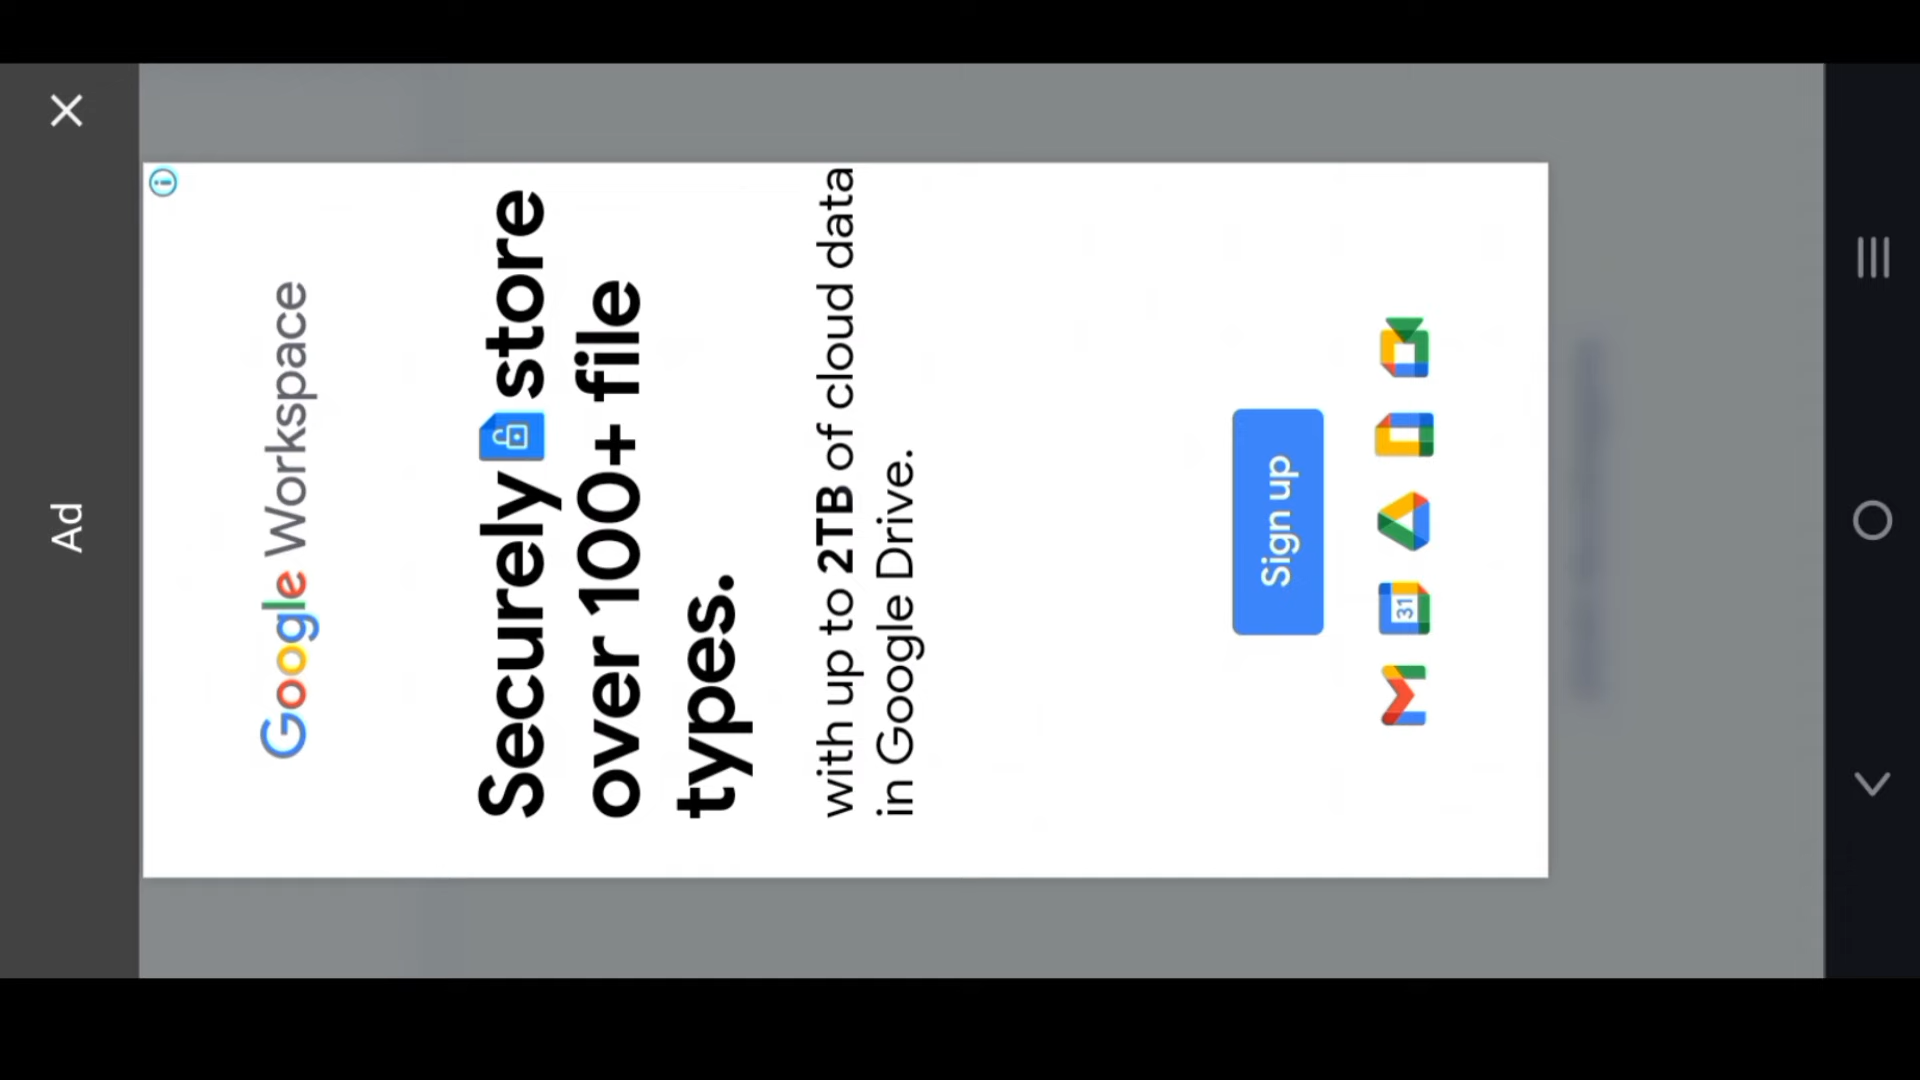 Ad
Google Workspace
Securely store
over 100+ file
types.
with up to 2TB of cloud data
in Google Drive.
Sign up
31